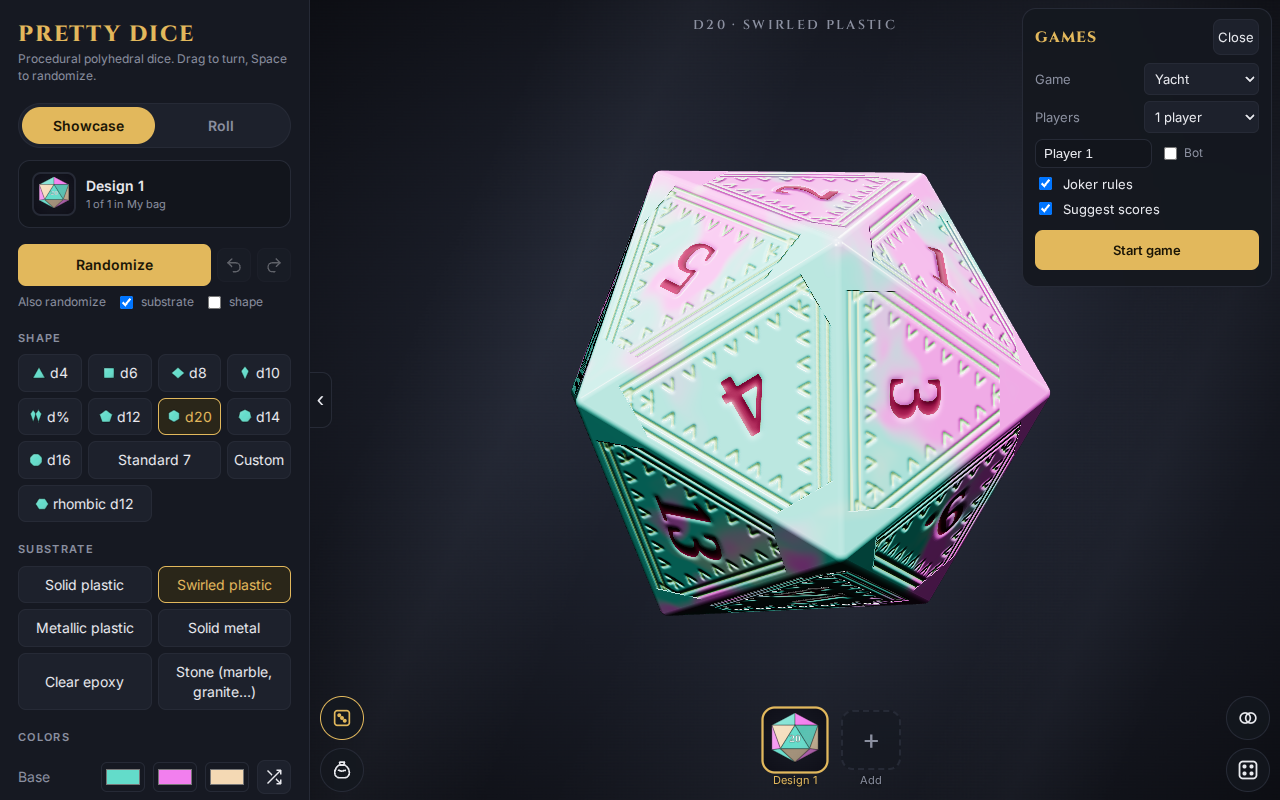 PRETTY DICE
Procedural polyhedral dice. Drag to turn, Space
to randomize.
Showcase
Roll
Design 1
1 of 1 in My bag
Randomize
Also randomize
substrate
shape
SHAPE
d4
d6
d8
d10
d%
d12
d20
d14
d16
Standard 7
Custom
rhombic d12
SUBSTRATE
Solid plastic
Swirled plastic
Metallic plastic
Solid metal
Clear epoxy
Stone (marble,
granite...)
COLORS
Base
D20 · SWIRLED PLASTIC
2
5
1
4
3
13
9
20
Design 1
+
Add
GAMES
Close
Game
Yacht
Players
1 player
Player 1
Bot
Joker rules
Suggest scores
Start game